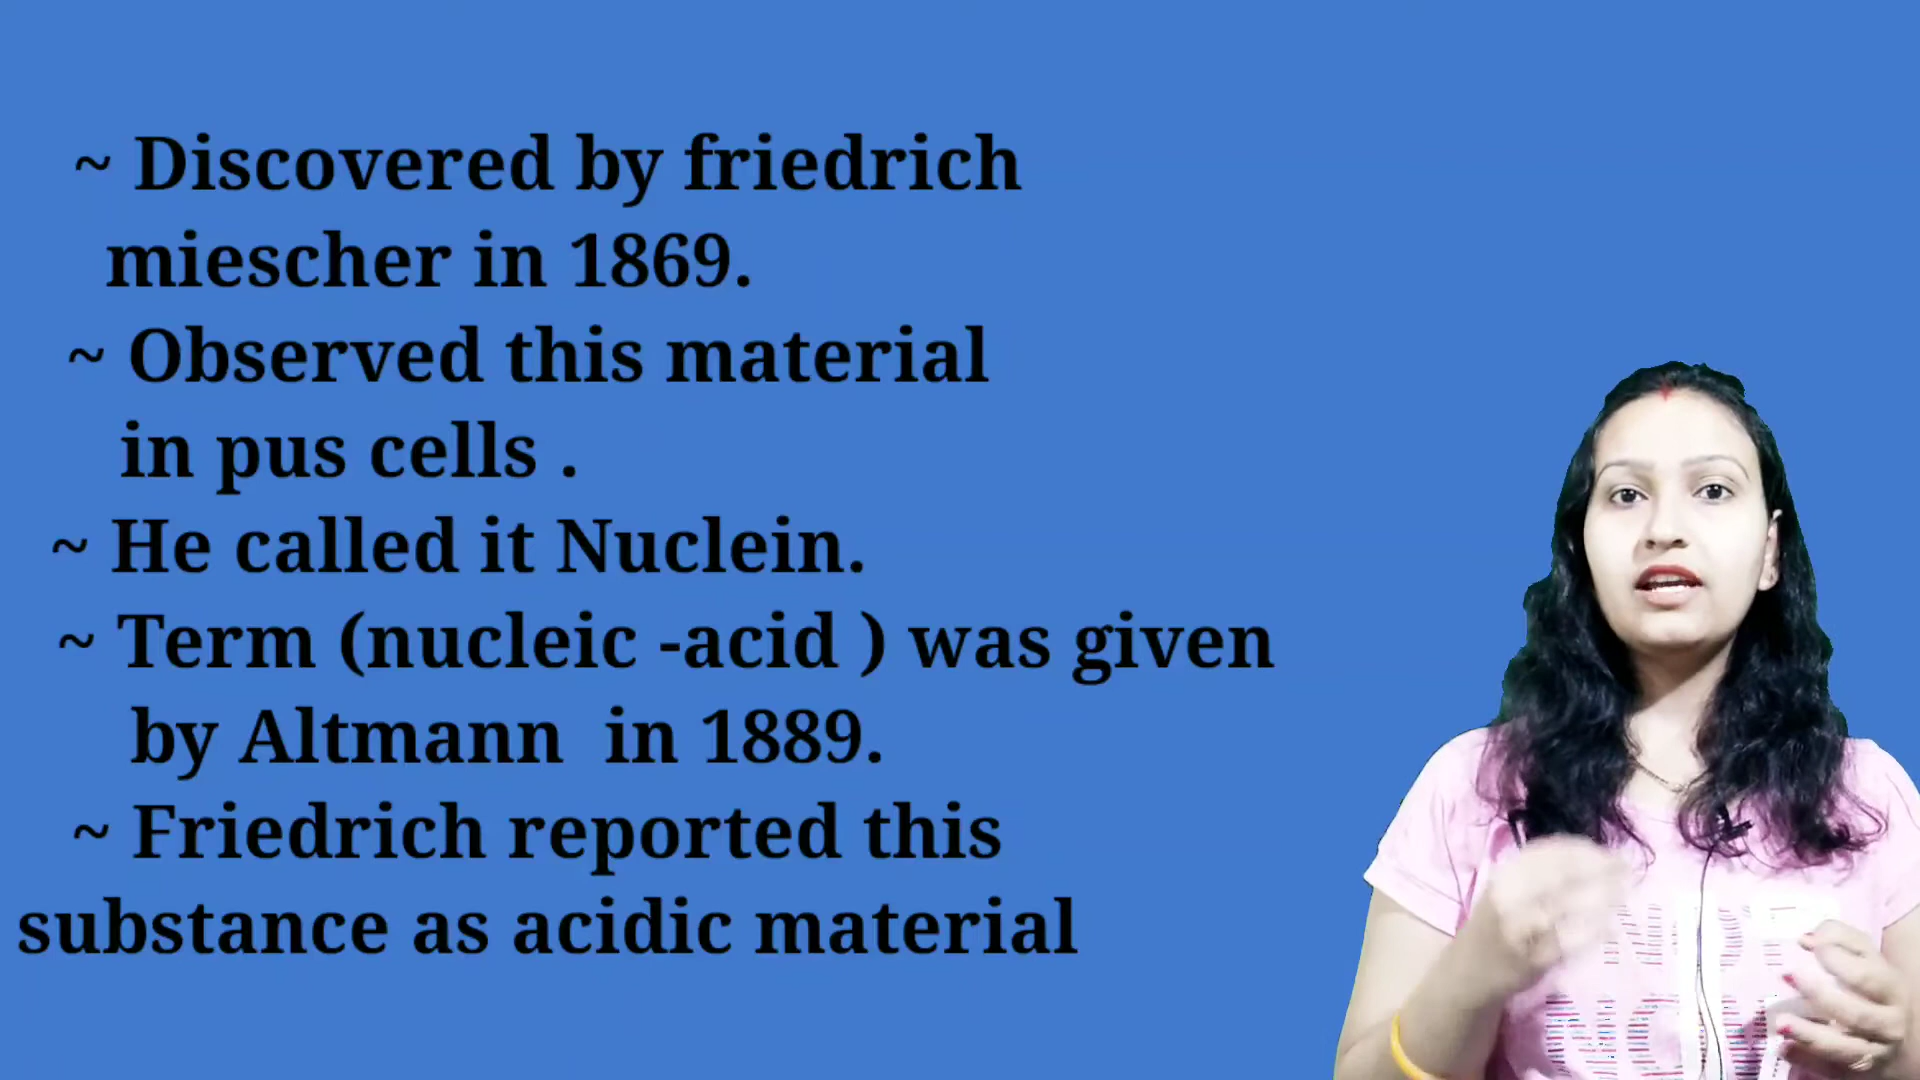 ~ Discovered by friedrich
miescher in 1869.
~ Observed this material
in pus cells .
~ He called it Nuclein.
~ Term (nucleic -acid ) was given
by Altmann  in 1889.
~ Friedrich reported this
substance as acidic material